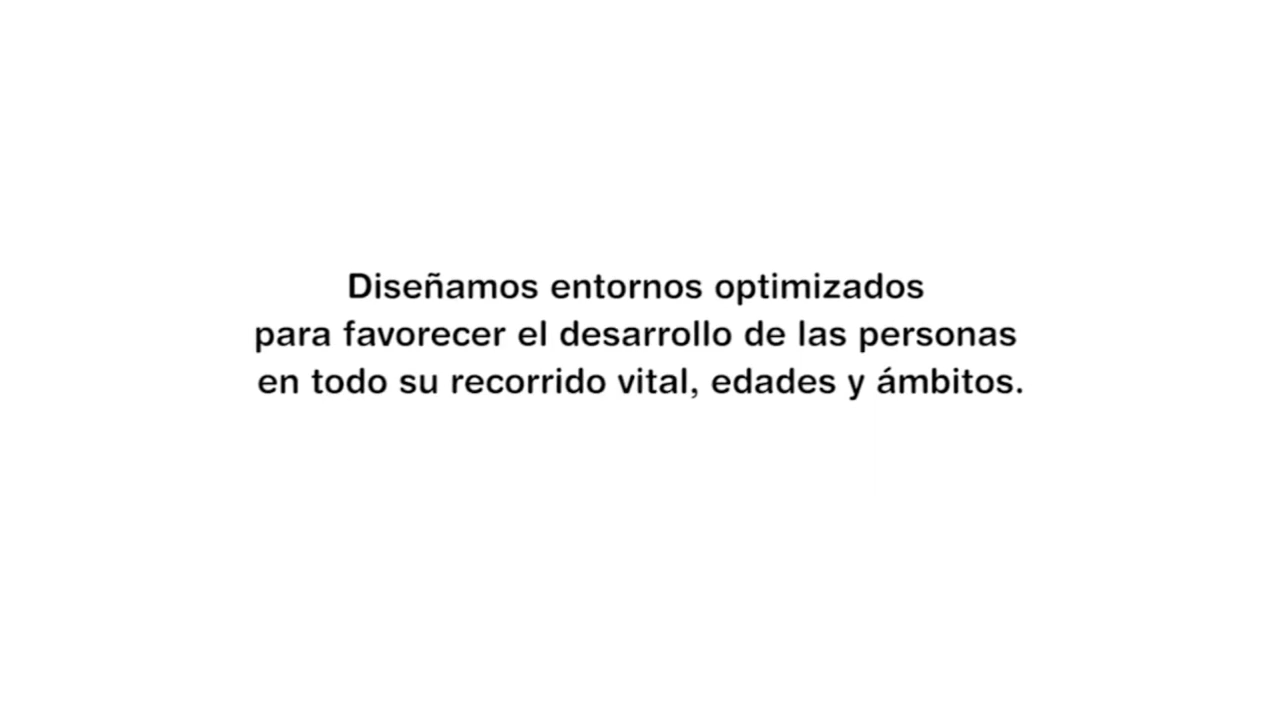 Diseñamos entornos optimizados
para favorecer el desarrollo de las personas
en todo su recorrido vital, edades y ámbitos.